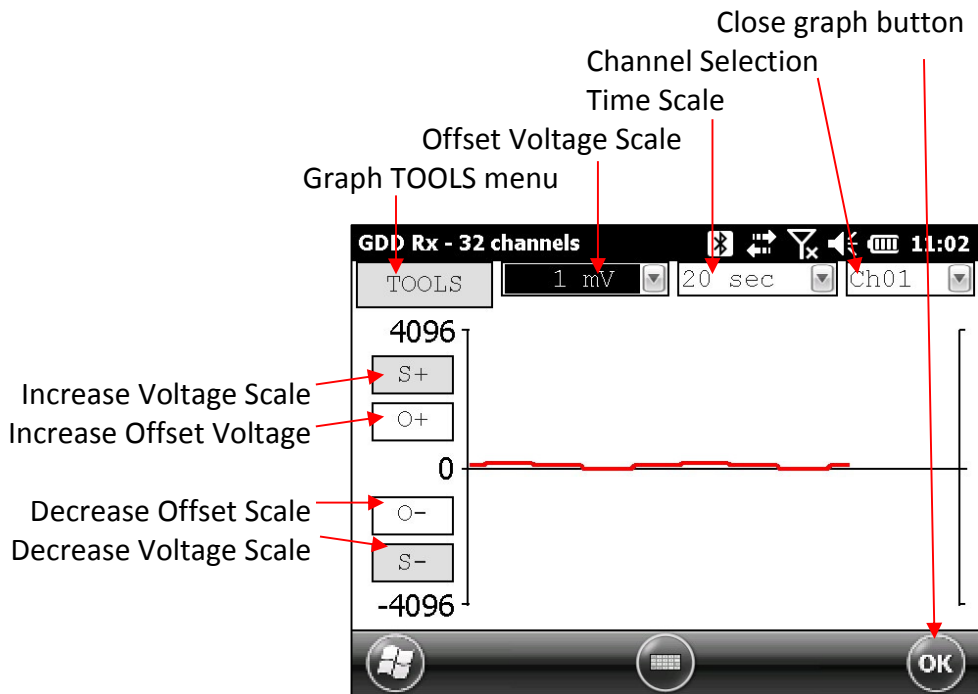 Close graph button
Channel Selection
Time Scale
Offset Voltage Scale
Graph TOOLS menu
GDD Rx - 32 channels 11:02
TOOLS 1 mV 20 sec Ch01
4096
Increase Voltage Scale S+
Increase Offset Voltage O+
0
Decrease Offset Scale O-
Decrease Voltage Scale S-
-4096
OK